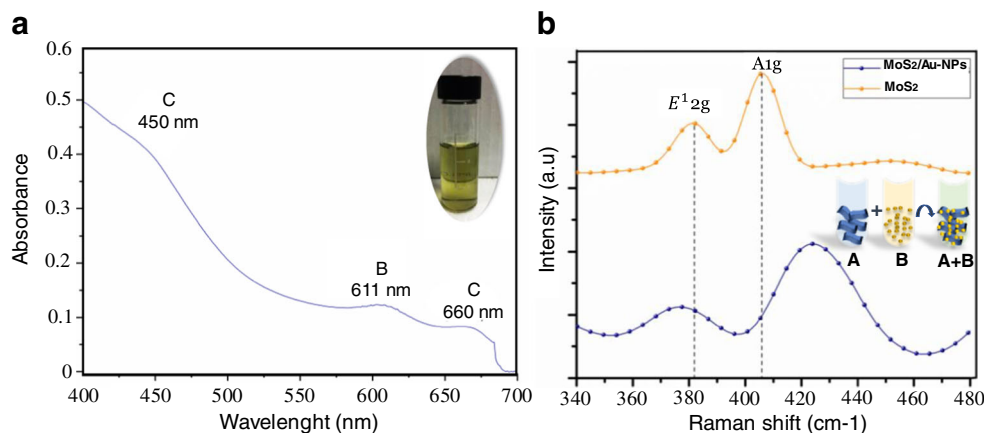 a
0.6
0.5
0.4
0.3
0.2
0.1
0
Absorbance
C
450 nm
B
611 nm
C
660 nm
400 450 500 550 600 650 700
Wavelenght (nm)
b
MoS2/Au-NPs
MoS2
A1g
E¹2g
A + B A+B
Intensity (a.u)
340 360 380 400 420 440 460 480
Raman shift (cm-1)